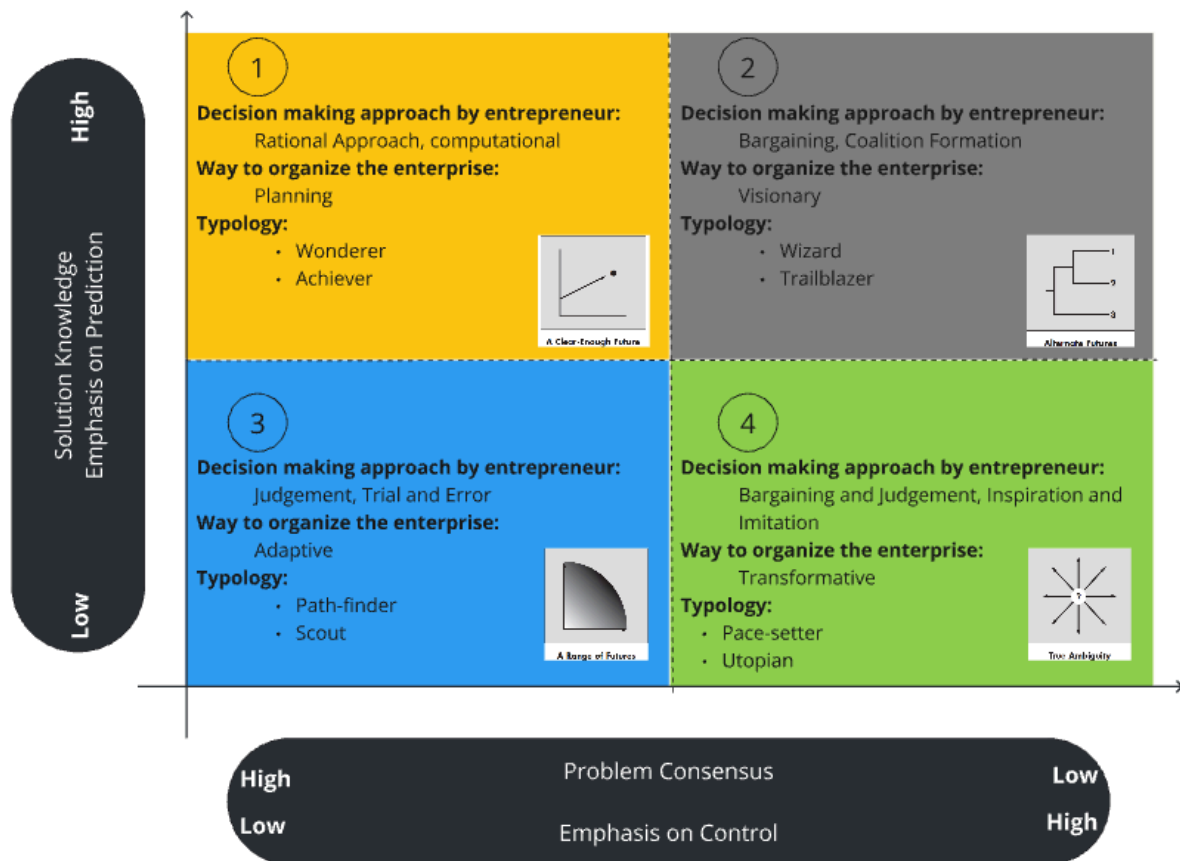 1
Decision making approach by entrepreneur:
Rational Approach, computational
Way to organize the enterprise:
Planning
Typology:
• Wonderer
• Achiever
A Clear-Enough Future
2
Decision making approach by entrepreneur:
Bargaining, Coalition Formation
Way to organize the enterprise:
Visionary
Typology:
• Wizard
• Trailblazer
1
2
3
Alternate Futures
High
Solution Knowledge
Emphasis on Prediction
Low
3
Decision making approach by entrepreneur:
Judgement, Trial and Error
Way to organize the enterprise:
Adaptive
Typology:
• Path-finder
• Scout
A Range of Futures
4
Decision making approach by entrepreneur:
Bargaining and Judgement, Inspiration and
Imitation
Way to organize the enterprise:
Transformative
Typology:
• Pace-setter
• Utopian
?
True Ambiguity
High Problem Consensus Low
Low Emphasis on Control High